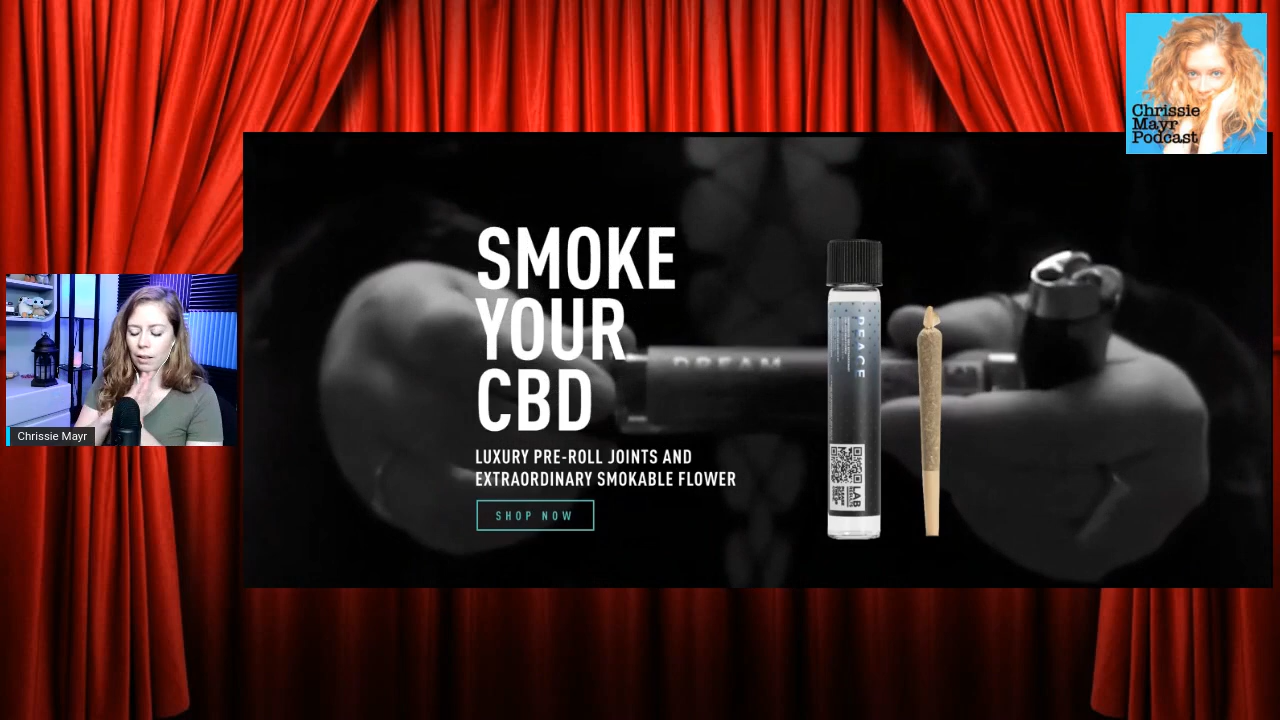 Chrissie
Mayr
Podcast
SMOKE
YOUR
CBD
LUXURY PRE-ROLL JOINTS AND
EXTRAORDINARY SMOKABLE FLOWER
SHOP NOW
DREAM
PEACE
LAB
Chrissie Mayr